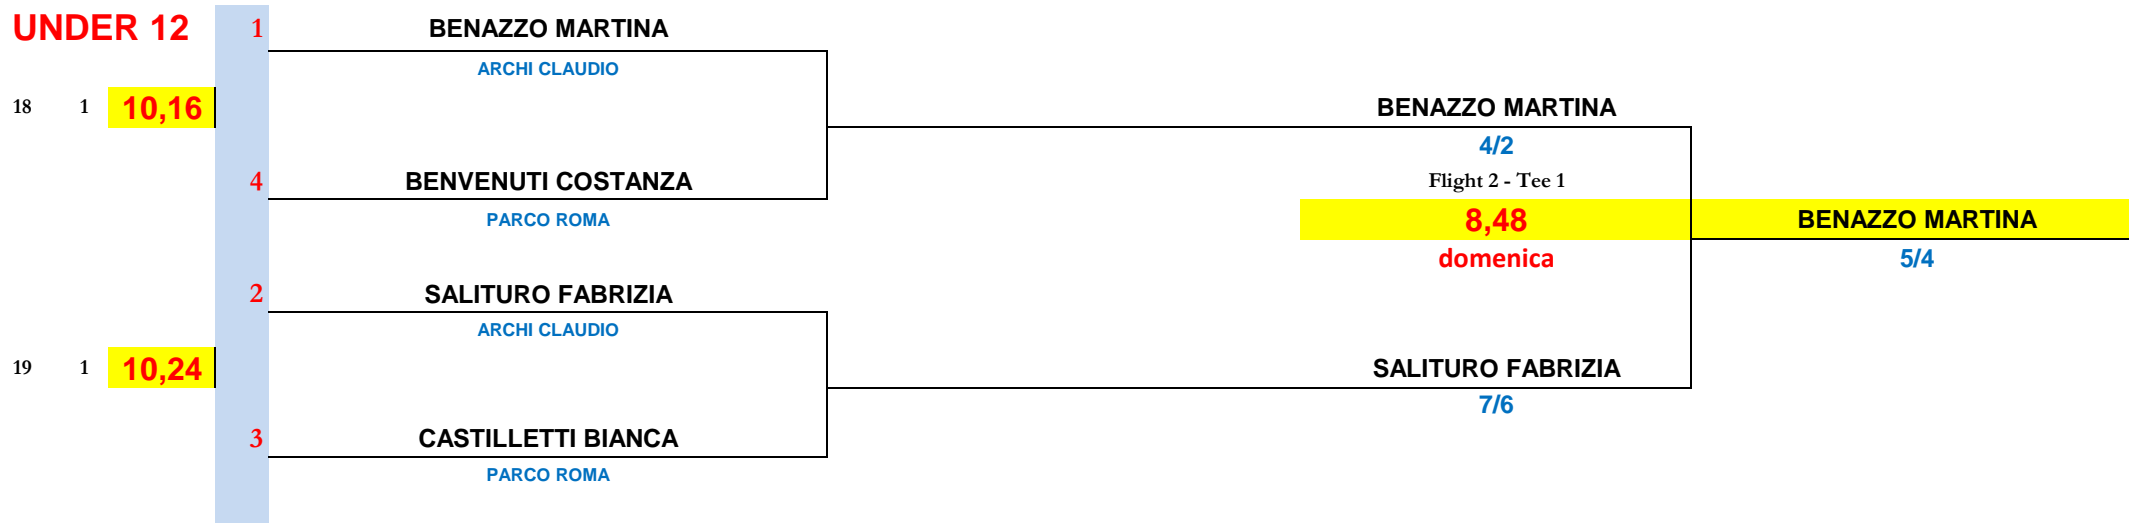 UNDER 12
1 BENAZZO MARTINA
ARCHI CLAUDIO
18 1 10,16
4 BENVENUTI COSTANZA
PARCO ROMA
2 SALITURO FABRIZIA
ARCHI CLAUDIO
19 1 10,24
3 CASTILLETTI BIANCA
PARCO ROMA
BENAZZO MARTINA
4/2
Flight 2 - Tee 1
8,48
domenica
SALITURO FABRIZIA
7/6
BENAZZO MARTINA
5/4